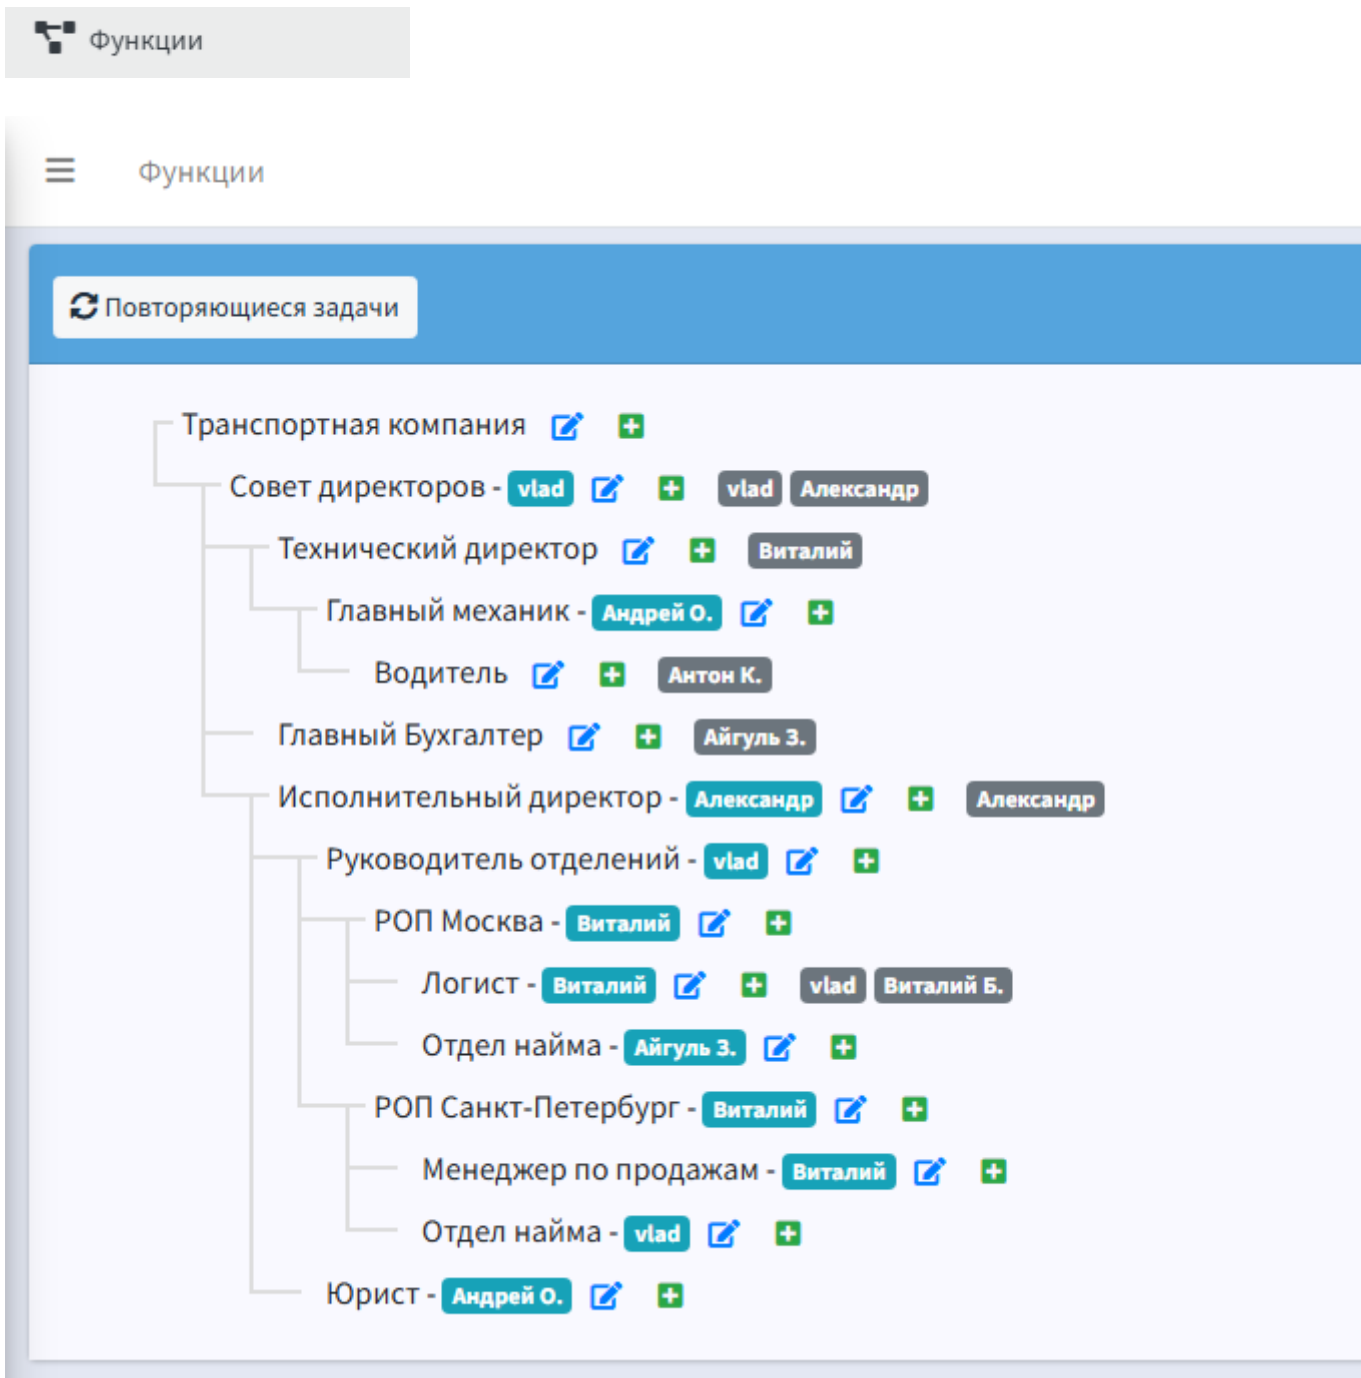 Функции
Функции
Повторяющиеся задачи
Транспортная компания
Совет директоров - vlad vlad Александр
Технический директор Виталий
Главный механик - Андрей О.
Водитель Антон К.
Главный Бухгалтер Айгуль З.
Исполнительный директор - Александр Александр
Руководитель отделений - vlad
РОП Москва - Виталий
Логист - Виталий vlad Виталий Б.
Отдел найма - Айгуль З.
РОП Санкт-Петербург - Виталий
Менеджер по продажам - Виталий
Отдел найма - vlad
Юрист - Андрей О.